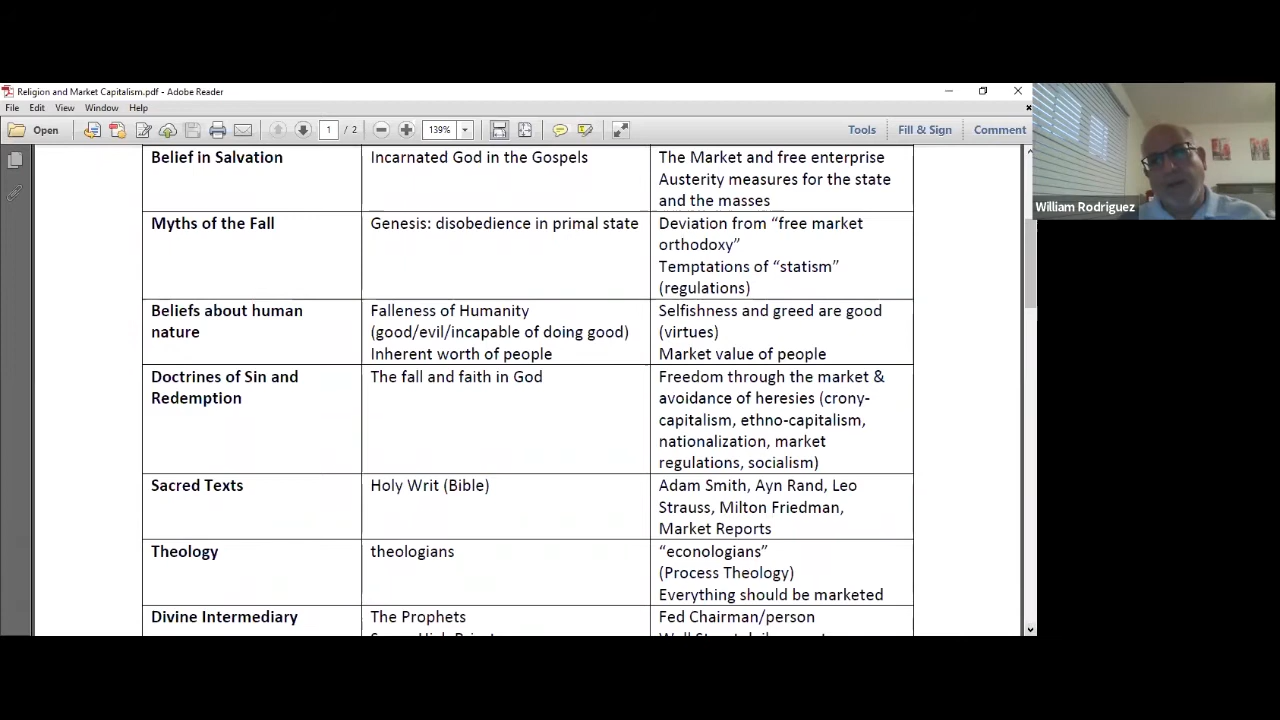 Religion and Market Capitalism.pdf - Adobe Reader
File Edit View Window Help
Open 1 / 2 139% Tools Fill & Sign Comment
William Rodriguez
Belief in Salvation
Incarnated God in the Gospels
The Market and free enterprise
Austerity measures for the state
and the masses
Myths of the Fall
Genesis: disobedience in primal state
Deviation from “free market
orthodoxy”
Temptations of “statism”
(regulations)
Beliefs about human
nature
Falleness of Humanity
(good/evil/incapable of doing good)
Inherent worth of people
Selfishness and greed are good
(virtues)
Market value of people
Doctrines of Sin and
Redemption
The fall and faith in God
Freedom through the market &
avoidance of heresies (crony-
capitalism, ethno-capitalism,
nationalization, market
regulations, socialism)
Sacred Texts
Holy Writ (Bible)
Adam Smith, Ayn Rand, Leo
Strauss, Milton Friedman,
Market Reports
Theology
theologians
“econologians”
(Process Theology)
Everything should be marketed
Divine Intermediary
The Prophets
Fed Chairman/person